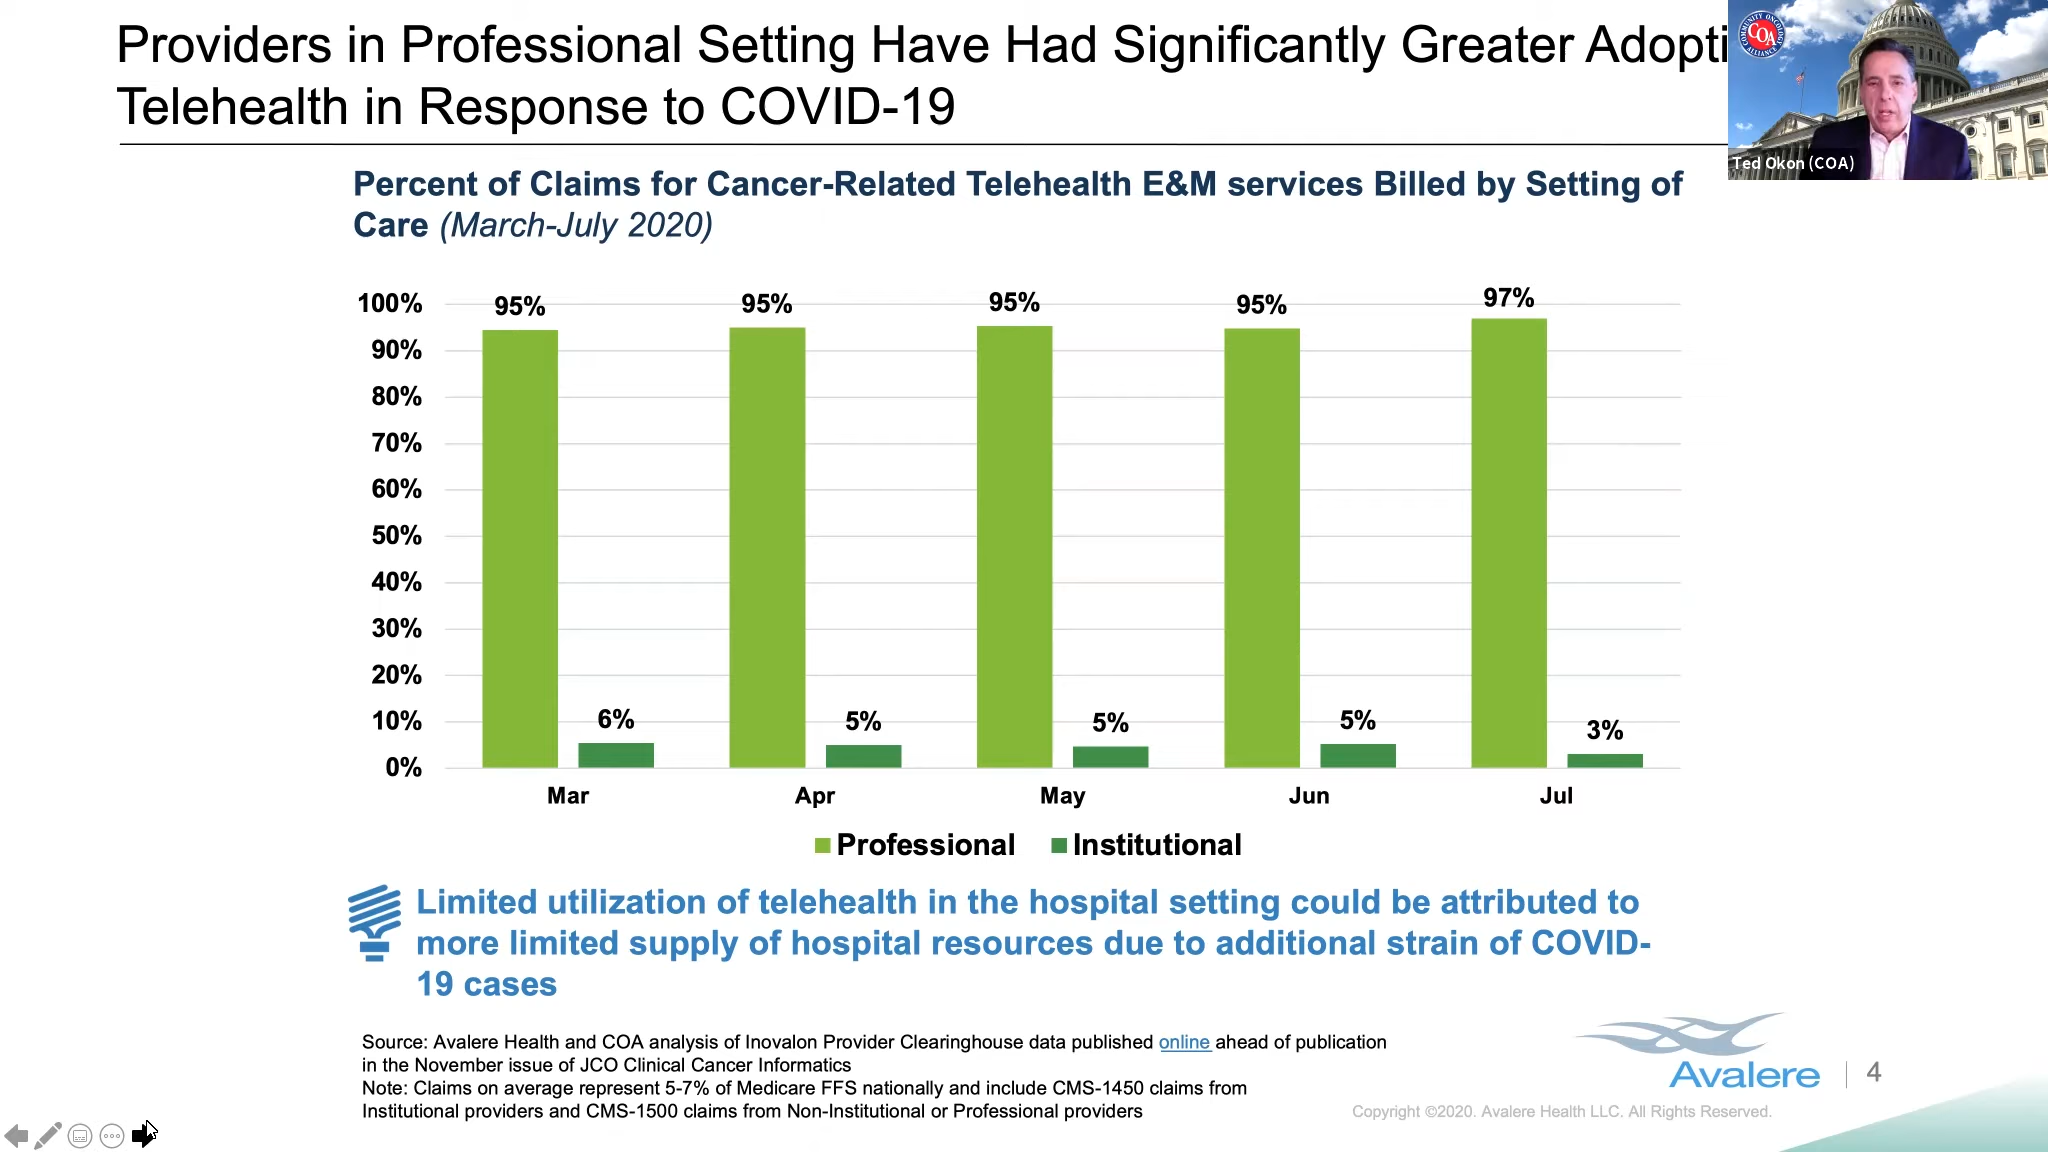 Providers in Professional Setting Have Had Significantly Greater Adopti
Telehealth in Response to COVID-19
COMMUNITY ONCOLOGY
COA
ALLIANCE
Ted Okon (COA)
Percent of Claims for Cancer-Related Telehealth E&M services Billed by Setting of
Care (March-July 2020)
100%
90%
80%
70%
60%
50%
40%
30%
20%
10%
0%
95%
95%
95%
95%
97%
6%
5%
5%
5%
3%
Mar
Apr
May
Jun
Jul
Professional
Institutional
Limited utilization of telehealth in the hospital setting could be attributed to
more limited supply of hospital resources due to additional strain of COVID-
19 cases
Source: Avalere Health and COA analysis of Inovalon Provider Clearinghouse data published online ahead of publication
in the November issue of JCO Clinical Cancer Informatics
Note: Claims on average represent 5-7% of Medicare FFS nationally and include CMS-1450 claims from
Institutional providers and CMS-1500 claims from Non-Institutional or Professional providers
Avalere
4
Copyright ©2020. Avalere Health LLC. All Rights Reserved.